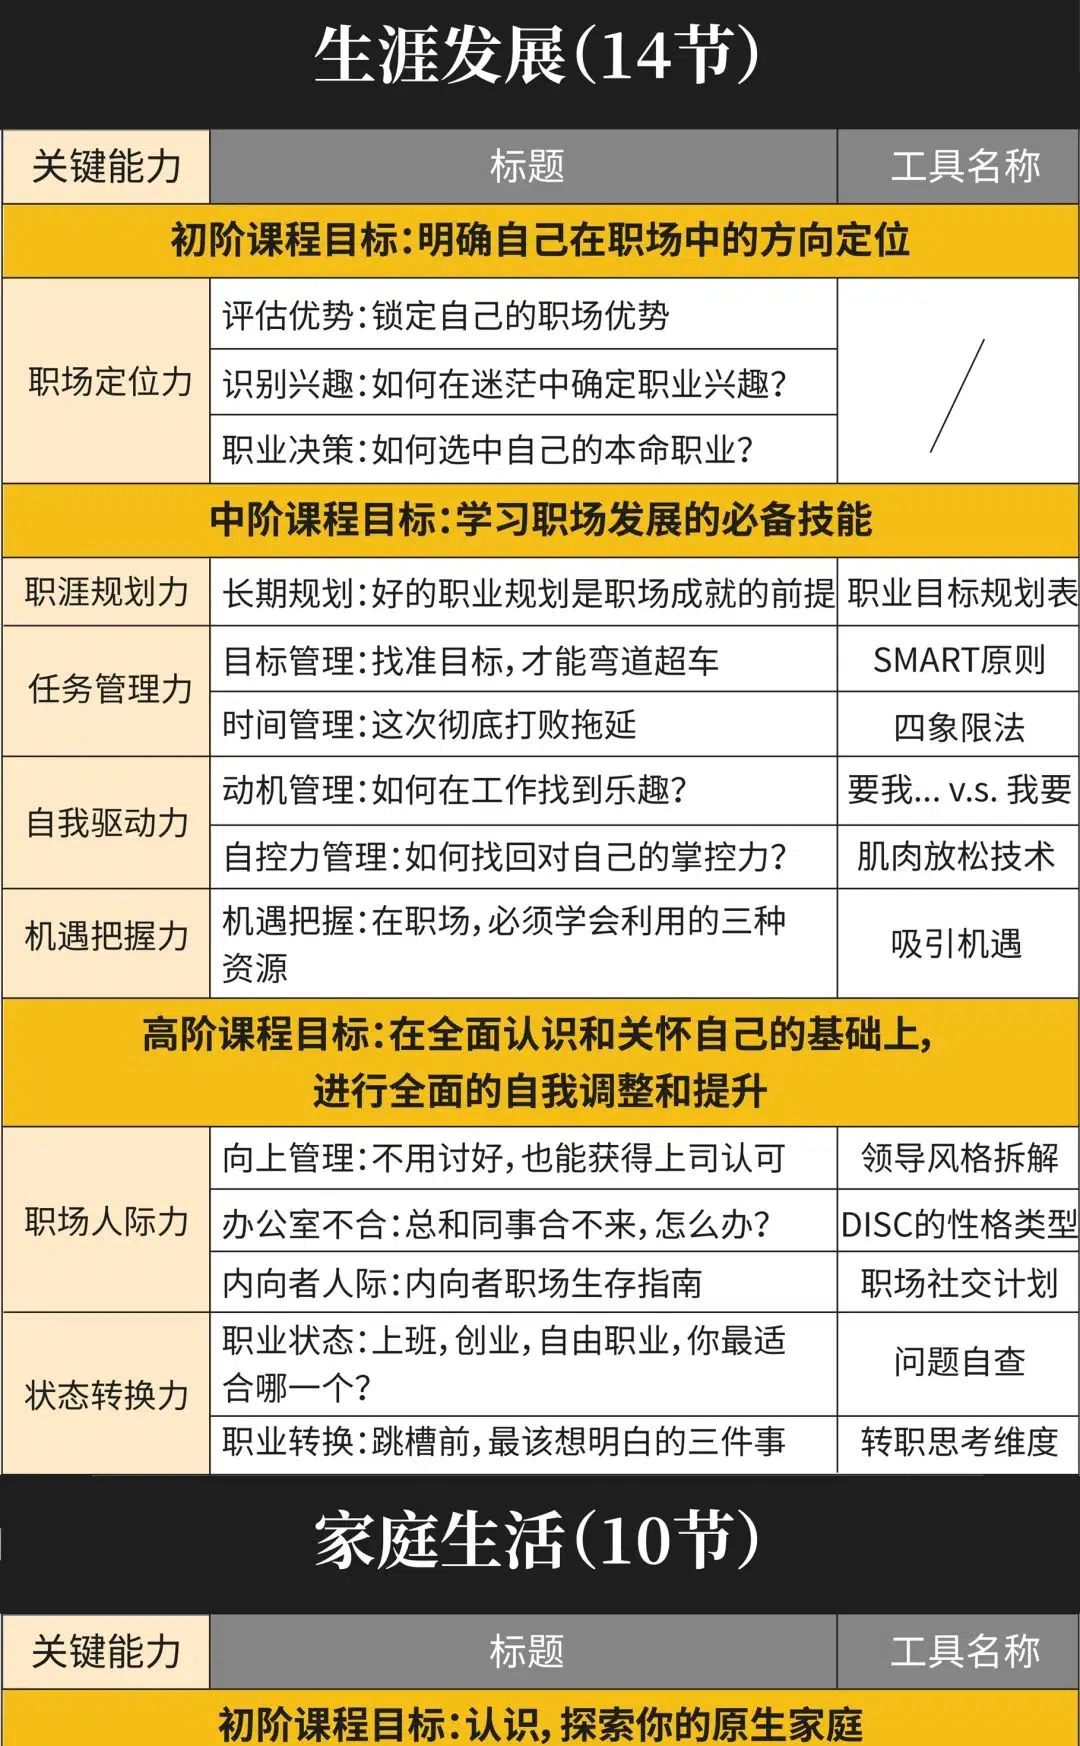 生涯发展(14节)
关键能力 标题 工具名称
初阶课程目标:明确自己在职场中的方向定位
职场定位力
评估优势:锁定自己的职场优势
识别兴趣:如何在迷茫中确定职业兴趣?
职业决策:如何选中自己的本命职业?
中阶课程目标:学习职场发展的必备技能
职涯规划力 长期规划:好的职业规划是职场成就的前提 职业目标规划表
任务管理力
目标管理:找准目标,才能弯道超车 SMART原则
时间管理:这次彻底打败拖延 四象限法
自我驱动力
动机管理:如何在工作找到乐趣? 要我... v.s. 我要
自控力管理:如何找回对自己的掌控力? 肌肉放松技术
机遇把握力
机遇把握:在职场,必须学会利用的三种
资源
吸引机遇
高阶课程目标:在全面认识和关怀自己的基础上,
进行全面的自我调整和提升
职场人际力
向上管理:不用讨好,也能获得上司认可 领导风格拆解
办公室不合:总和同事合不来,怎么办? DISC的性格类型
内向者人际:内向者职场生存指南 职场社交计划
状态转换力
职业状态:上班,创业,自由职业,你最适
合哪一个?
问题自查
职业转换:跳槽前,最该想明白的三件事 转职思考维度
家庭生活(10节)
关键能力 标题 工具名称
初阶课程目标:认识,探索你的原生家庭